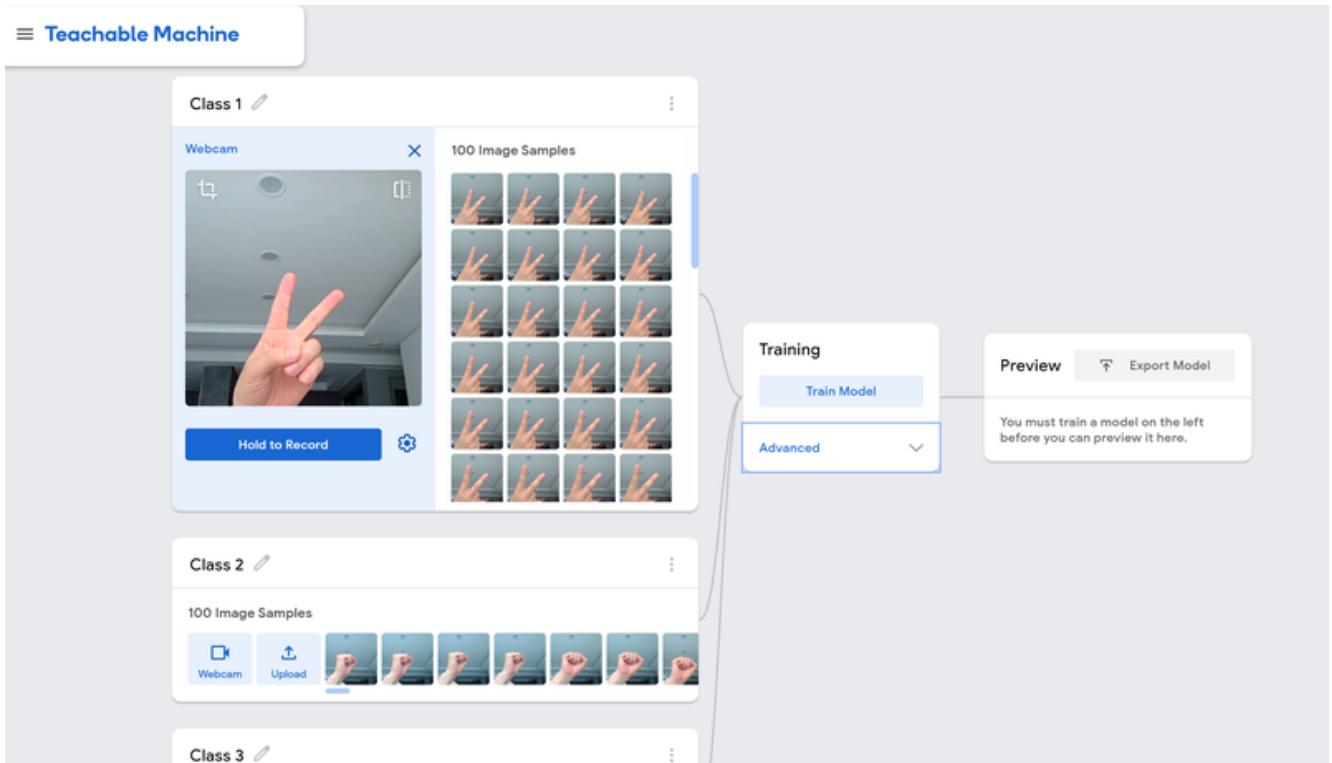 Teachable Machine
Class 1
Webcam
100 Image Samples
Hold to Record
Class 2
100 Image Samples
Webcam
Upload
Class 3
Training
Train Model
Advanced
Preview
Export Model
You must train a model on the left
before you can preview it here.